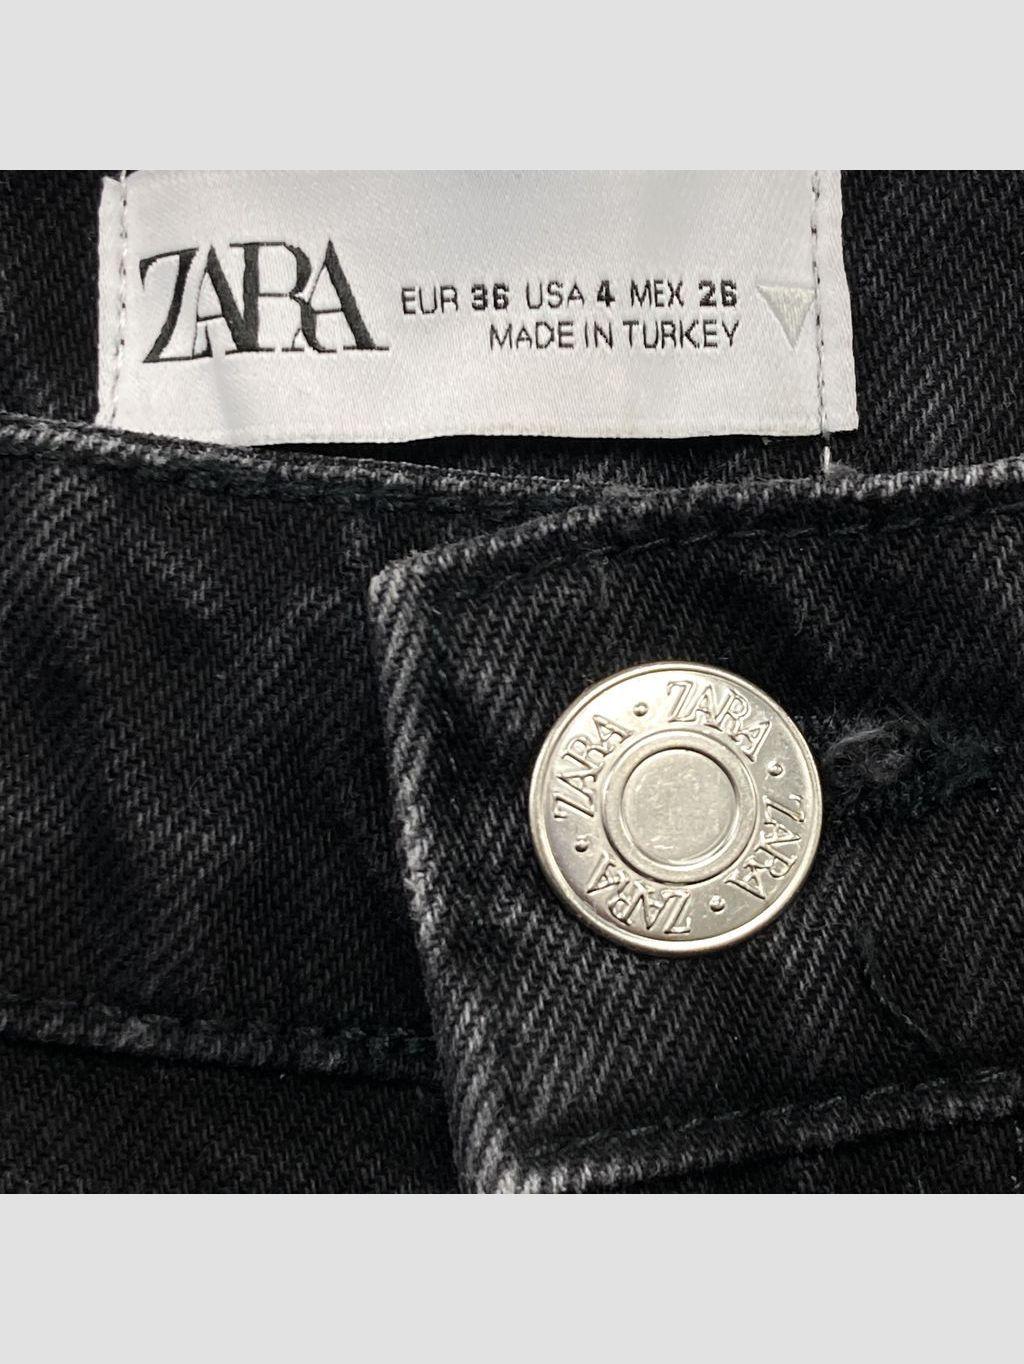 ZARA
EUR 36 USA 4 MEX 26
MADE IN TURKEY
ZARA · ZARA · ZARA · ZARA ·